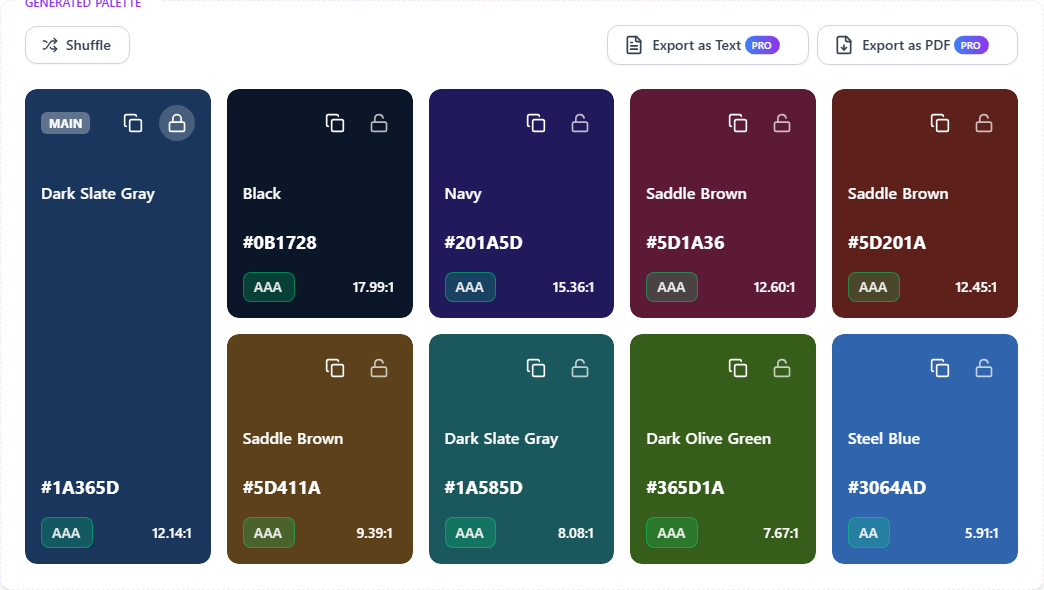 GENERATED PALETTE
Shuffle
Export as Text PRO
Export as PDF PRO
MAIN
Dark Slate Gray
#1A365D
AAA 12.14:1
Black
#0B1728
AAA 17.99:1
Navy
#201A5D
AAA 15.36:1
Saddle Brown
#5D1A36
AAA 12.60:1
Saddle Brown
#5D201A
AAA 12.45:1
Saddle Brown
#5D411A
AAA 9.39:1
Dark Slate Gray
#1A585D
AAA 8.08:1
Dark Olive Green
#365D1A
AAA 7.67:1
Steel Blue
#3064AD
AA 5.91:1